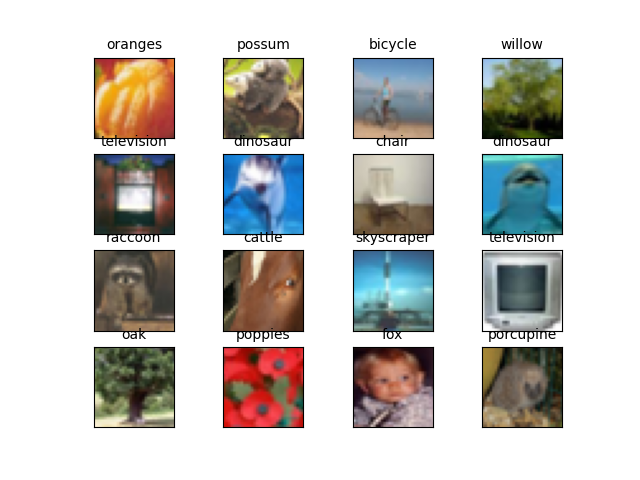 oranges possum bicycle willow
television dinosaur chair dinosaur
raccoon cattle skyscraper television
oak poppies fox porcupine